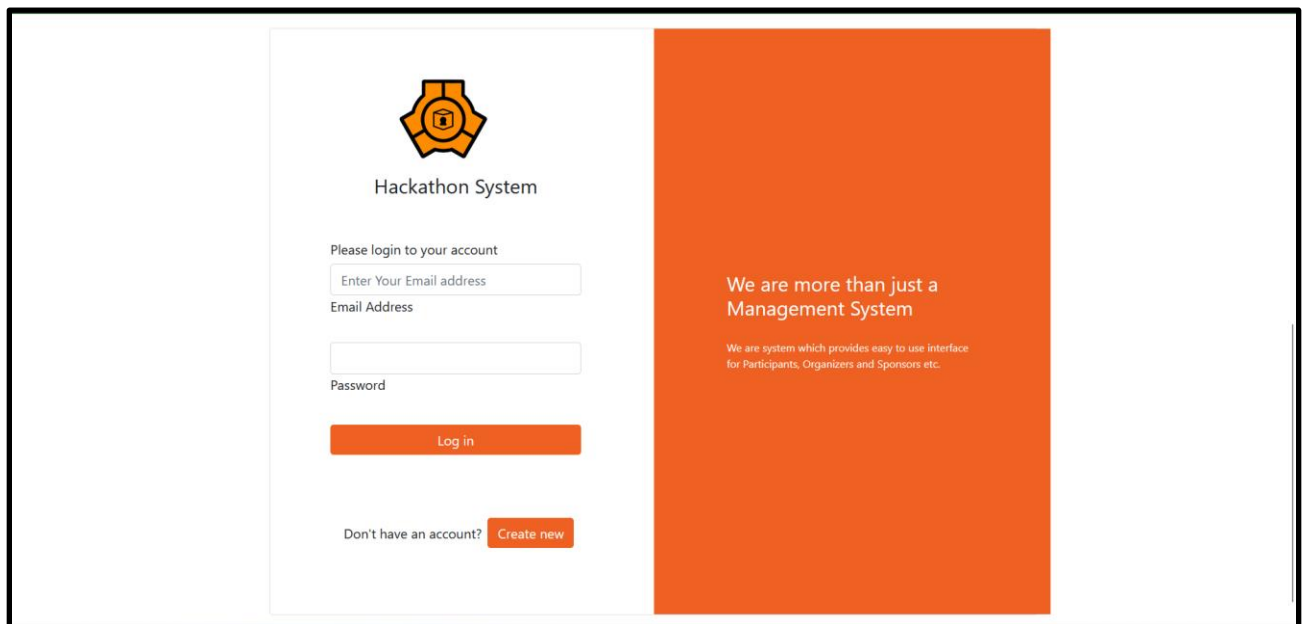 Hackathon System
Please login to your account
Enter Your Email address
Email Address
Password
Log in
Don't have an account? Create new
We are more than just a
Management System
We are system which provides easy to use interface
for Participants, Organizers and Sponsors etc.